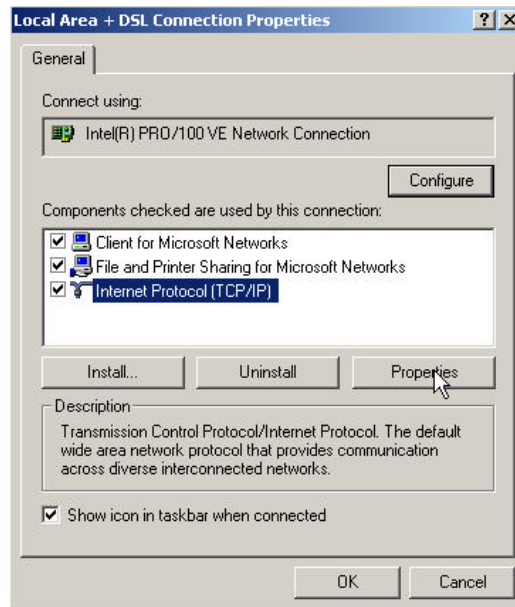 Local Area + DSL Connection Properties
General
Connect using:
Intel(R) PRO/100 VE Network Connection
Configure
Components checked are used by this connection:
Client for Microsoft Networks
File and Printer Sharing for Microsoft Networks
Internet Protocol (TCP/IP)
Install...
Uninstall
Properties
Description
Transmission Control Protocol/Internet Protocol. The default
wide area network protocol that provides communication
across diverse interconnected networks.
Show icon in taskbar when connected
OK
Cancel